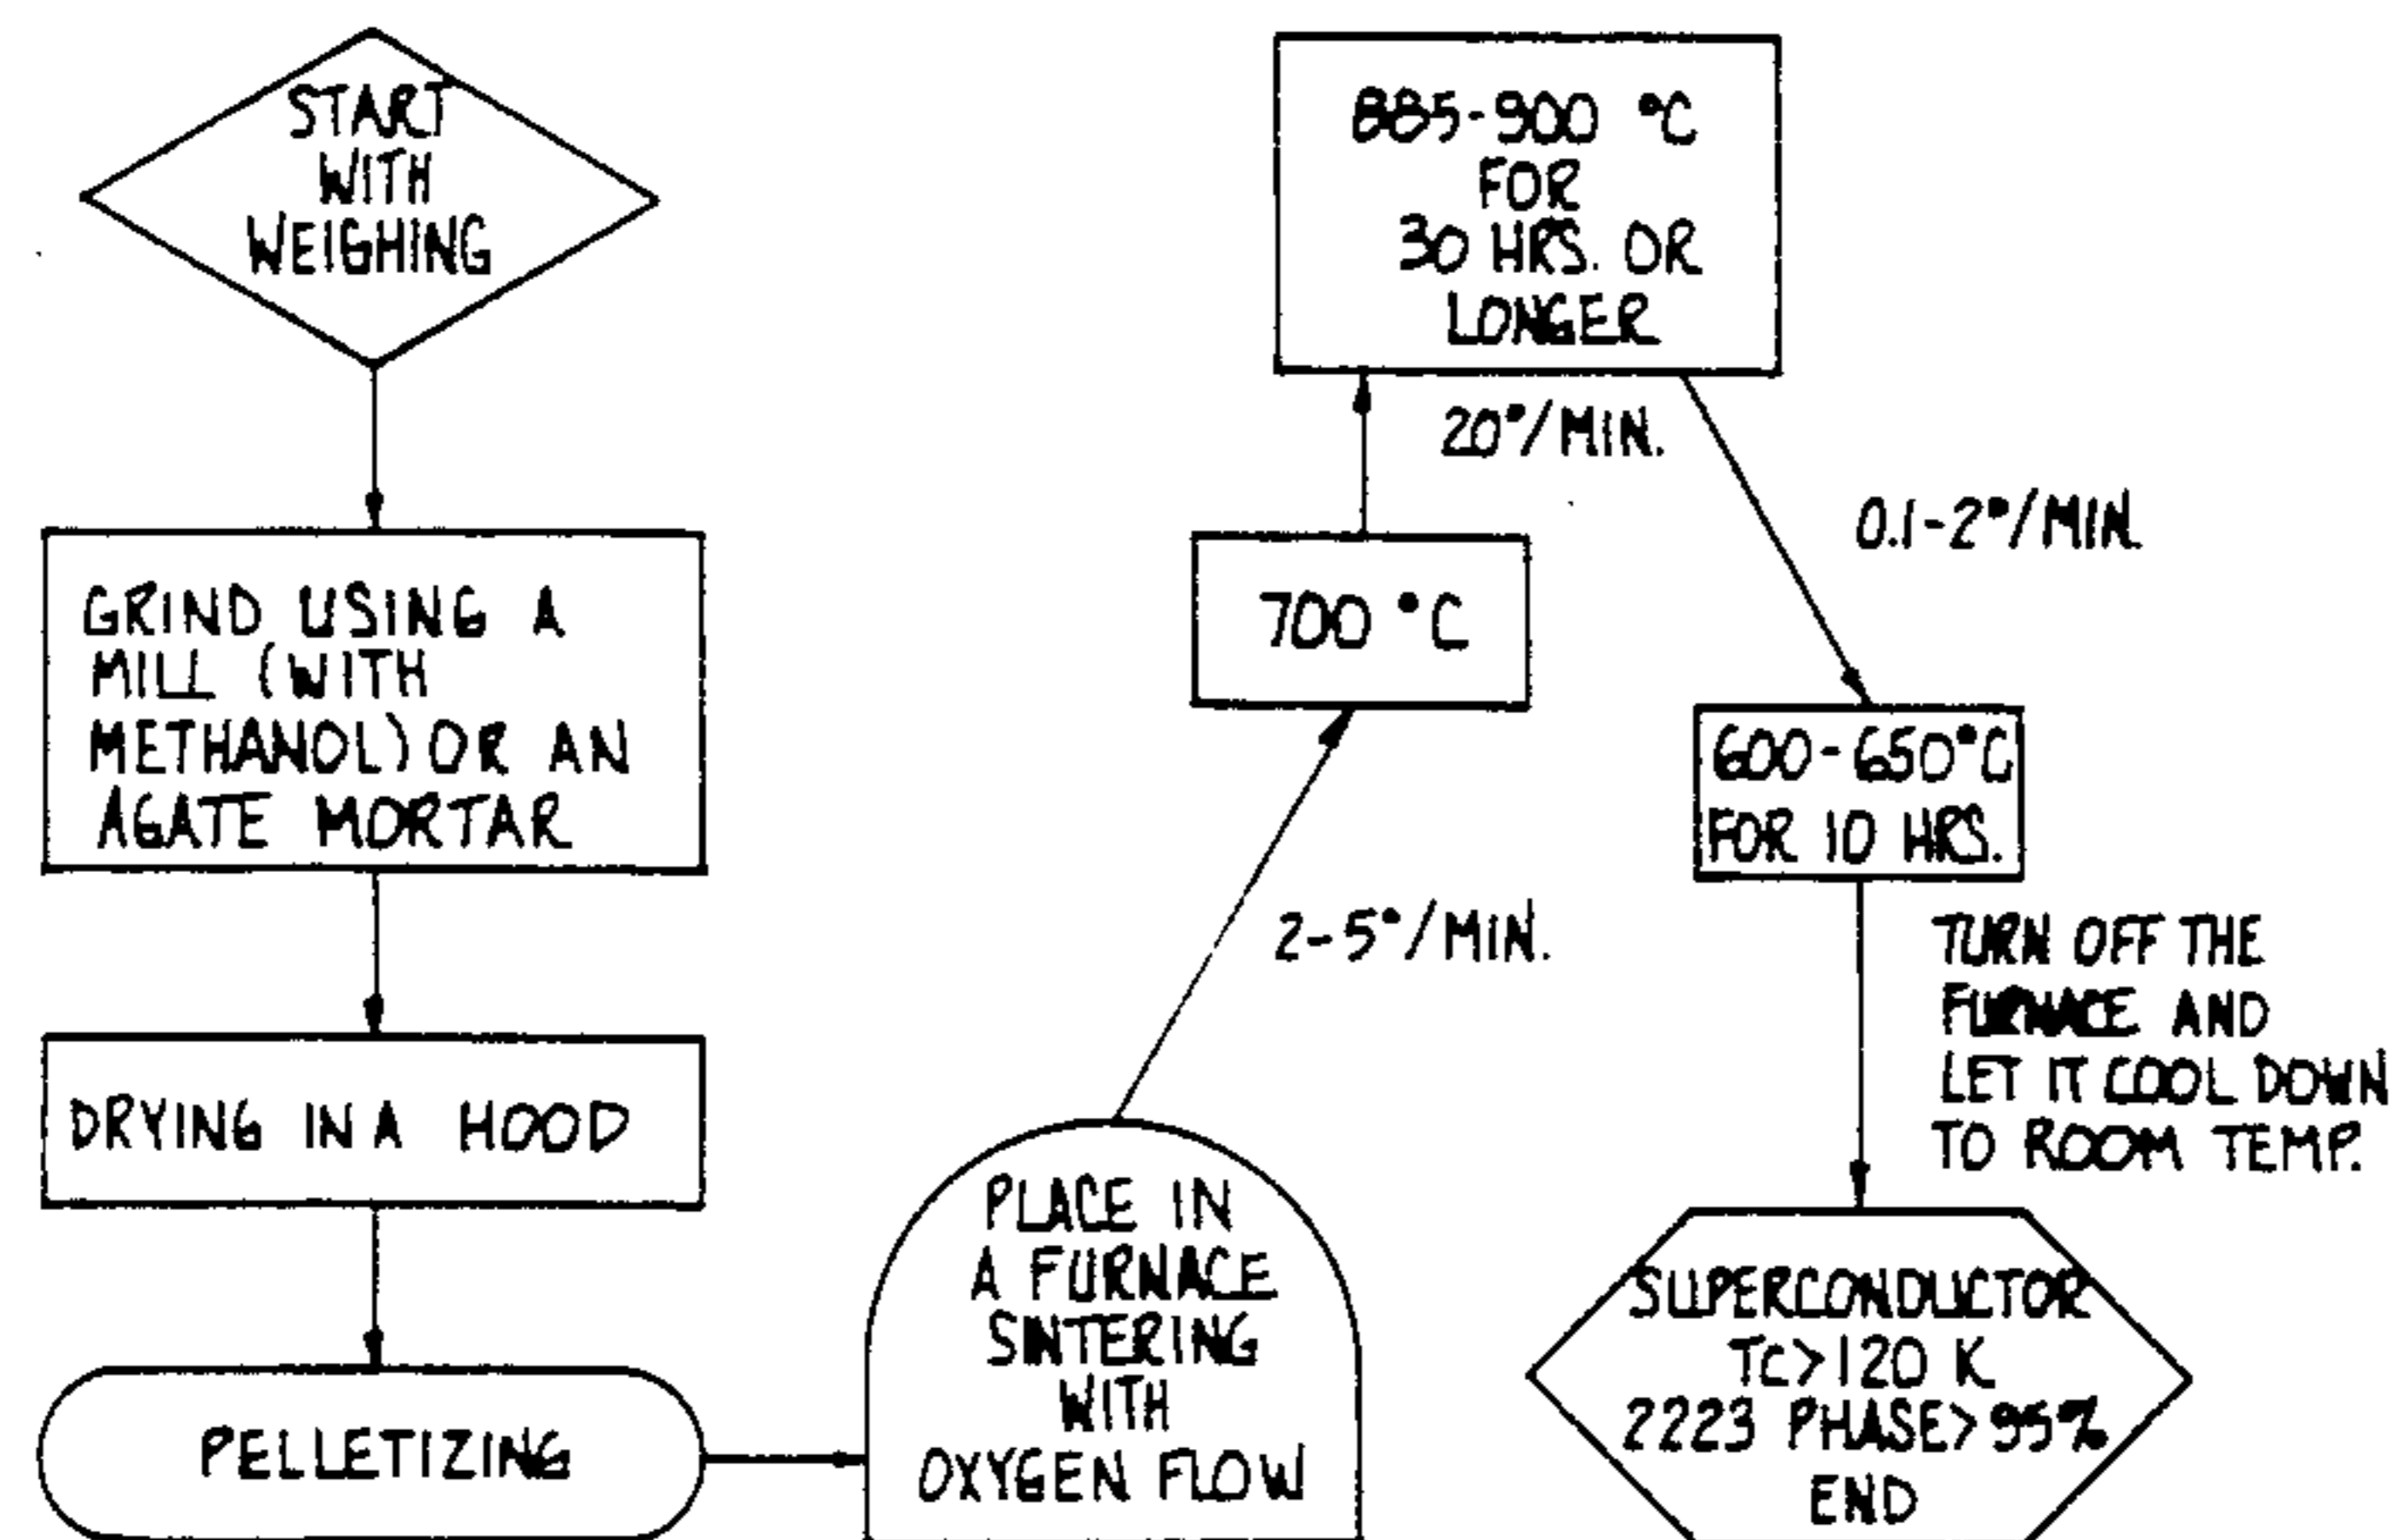 START
WITH
WEIGHING
GRIND USING A
MILL (WITH
METHANOL) OR AN
AGATE MORTAR
DRYING IN A HOOD
PELLETIZING
PLACE IN
A FURNACE
SINTERING
WITH
OXYGEN FLOW
2-5°/MIN.
700 °C
20°/MIN.
885-900 °C
FOR
30 HRS. OR
LONGER
0.1-2°/MIN.
600-650°C
FOR 10 HRS.
TURN OFF THE
FURNACE AND
LET IT COOL DOWN
TO ROOM TEMP.
SUPERCONDUCTOR
Tc>120 K
2223 PHASE>95%
END